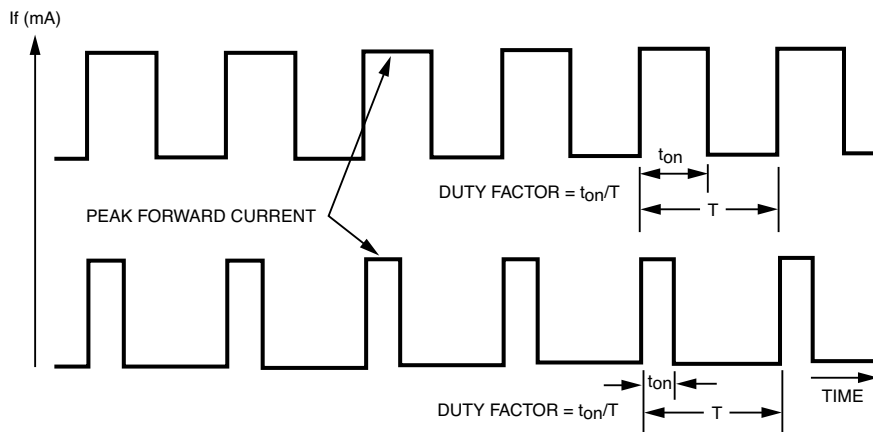 If (mA)
ton
DUTY FACTOR = ton/T
T
PEAK FORWARD CURRENT
ton
TIME
DUTY FACTOR = ton/T
T